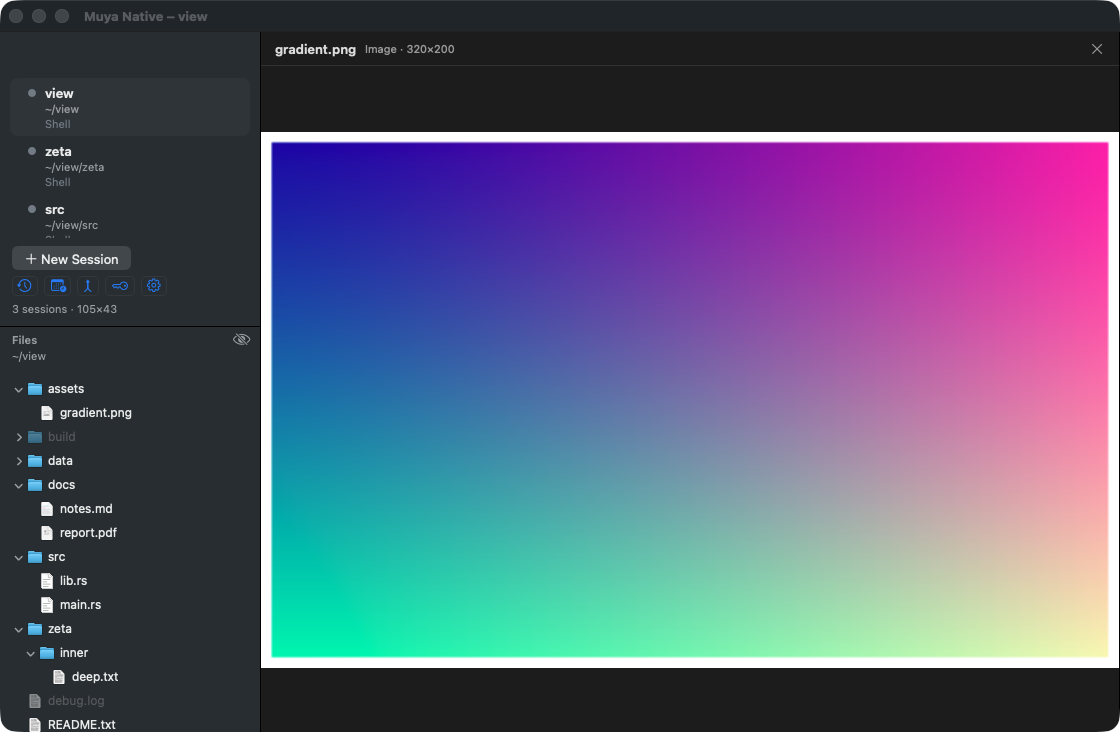 Muya Native – view
view
~/view
Shell
zeta
~/view/zeta
Shell
src
~/view/src
+ New Session
3 sessions · 105×43
Files
~/view
assets
gradient.png
build
data
docs
notes.md
report.pdf
src
lib.rs
main.rs
zeta
inner
deep.txt
debug.log
README.txt
gradient.png Image · 320×200